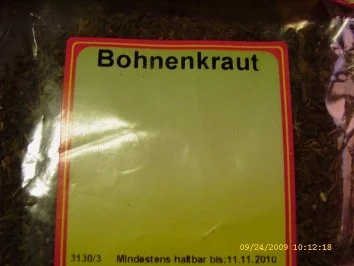 Bohnenkraut
09/24/2009 10:12:18
3130/3 Mindestens haltbar bis:11.11.2010